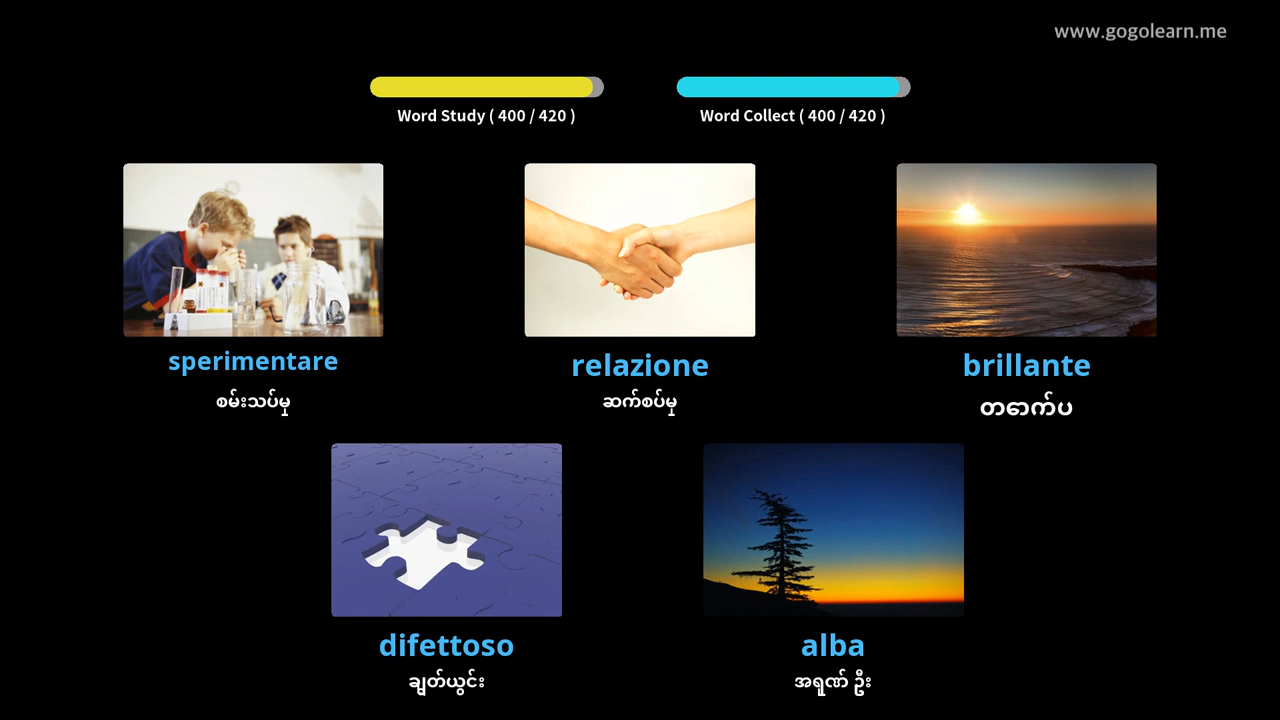 www.gogolearn.me
Word Study ( 400 / 420 )
Word Collect ( 400 / 420 )
sperimentare
စမ်းသပ်မှု
relazione
ဆက်စပ်မှု
brillante
တဓာက်ပ
difettoso
ချွတ်ယွင်း
alba
အရုဏ် ဦး